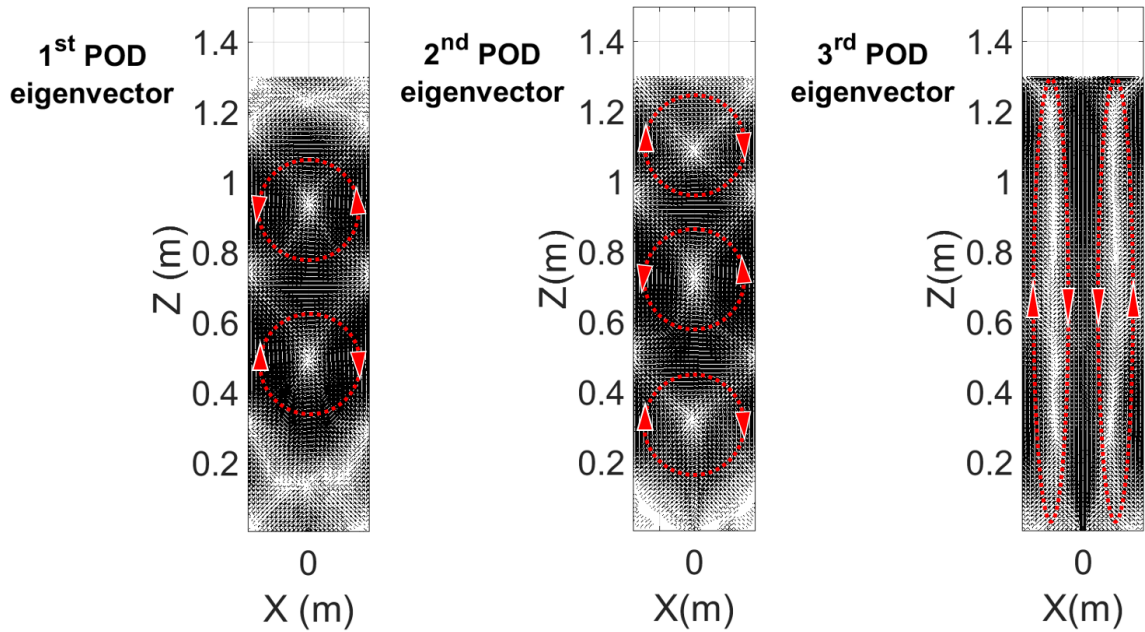 1st POD
eigenvector
1.4
1.2
1
0.8
0.6
0.4
0.2
Z (m)
0
X (m)
2nd POD
eigenvector
1.4
1.2
1
0.8
0.6
0.4
0.2
Z(m)
0
X(m)
3rd POD
eigenvector
1.4
1.2
1
0.8
0.6
0.4
0.2
Z(m)
0
X(m)